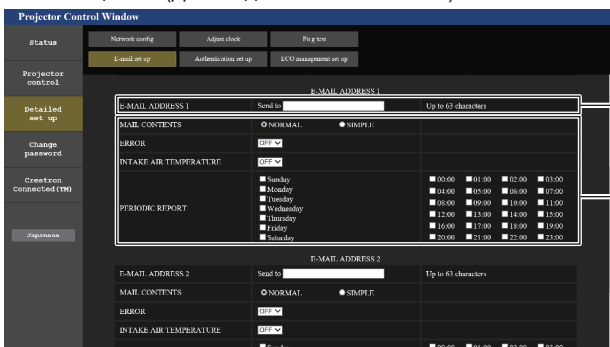 Projector Control Window
Status
Network config Adjust clock Ping test
E-mail set up Authentication set up ECO management set up
Projector control
Detailed set up
Change password
Crestron Connected(TM)
Japanese
E-MAIL ADDRESS 1
E-MAIL ADDRESS 1 Send to Up to 63 characters
MAIL CONTENTS NORMAL SIMPLE
ERROR OFF
INTAKE AIR TEMPERATURE OFF
PERIODIC REPORT
Sunday 00:00 01:00 02:00 03:00
Monday 04:00 05:00 06:00 07:00
Tuesday 08:00 09:00 10:00 11:00
Wednesday 12:00 13:00 14:00 15:00
Thursday 16:00 17:00 18:00 19:00
Friday 20:00 21:00 22:00 23:00
Saturday
E-MAIL ADDRESS 2
E-MAIL ADDRESS 2 Send to Up to 63 characters
MAIL CONTENTS NORMAL SIMPLE
ERROR OFF
INTAKE AIR TEMPERATURE OFF